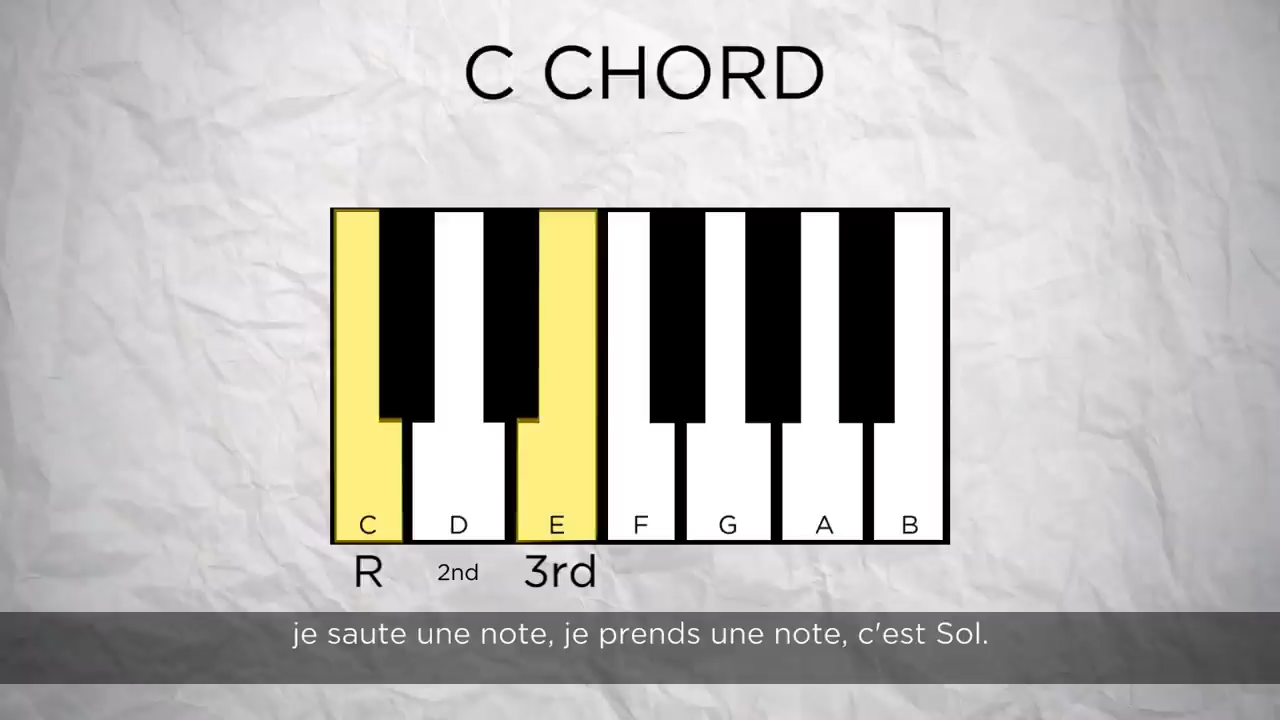 C CHORD
C D E F G A B
R 2nd 3rd
je saute une note, je prends une note, c'est Sol.